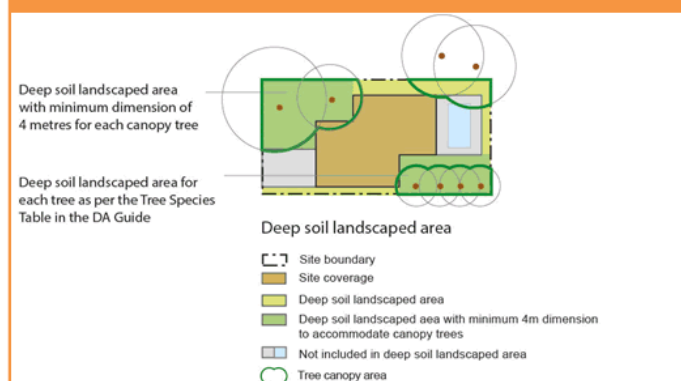 Deep soil landscaped area
with minimum dimension of
4 metres for each canopy tree
Deep soil landscaped area for
each tree as per the Tree Species
Table in the DA Guide
Deep soil landscaped area
Site boundary
Site coverage
Deep soil landscaped area
Deep soil landscaped aea with minimum 4m dimension
to accommodate canopy trees
Not included in deep soil landscaped area
Tree canopy area